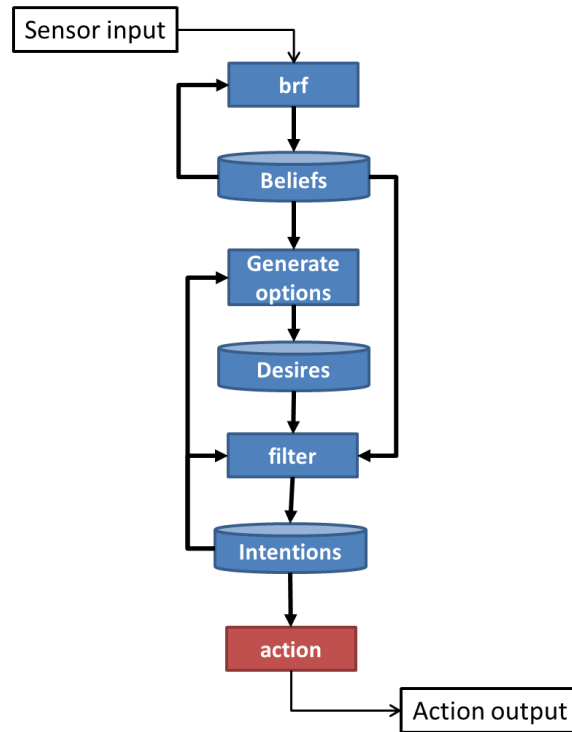 Sensor input
brf
Beliefs
Generate
options
Desires
filter
Intentions
action
Action output